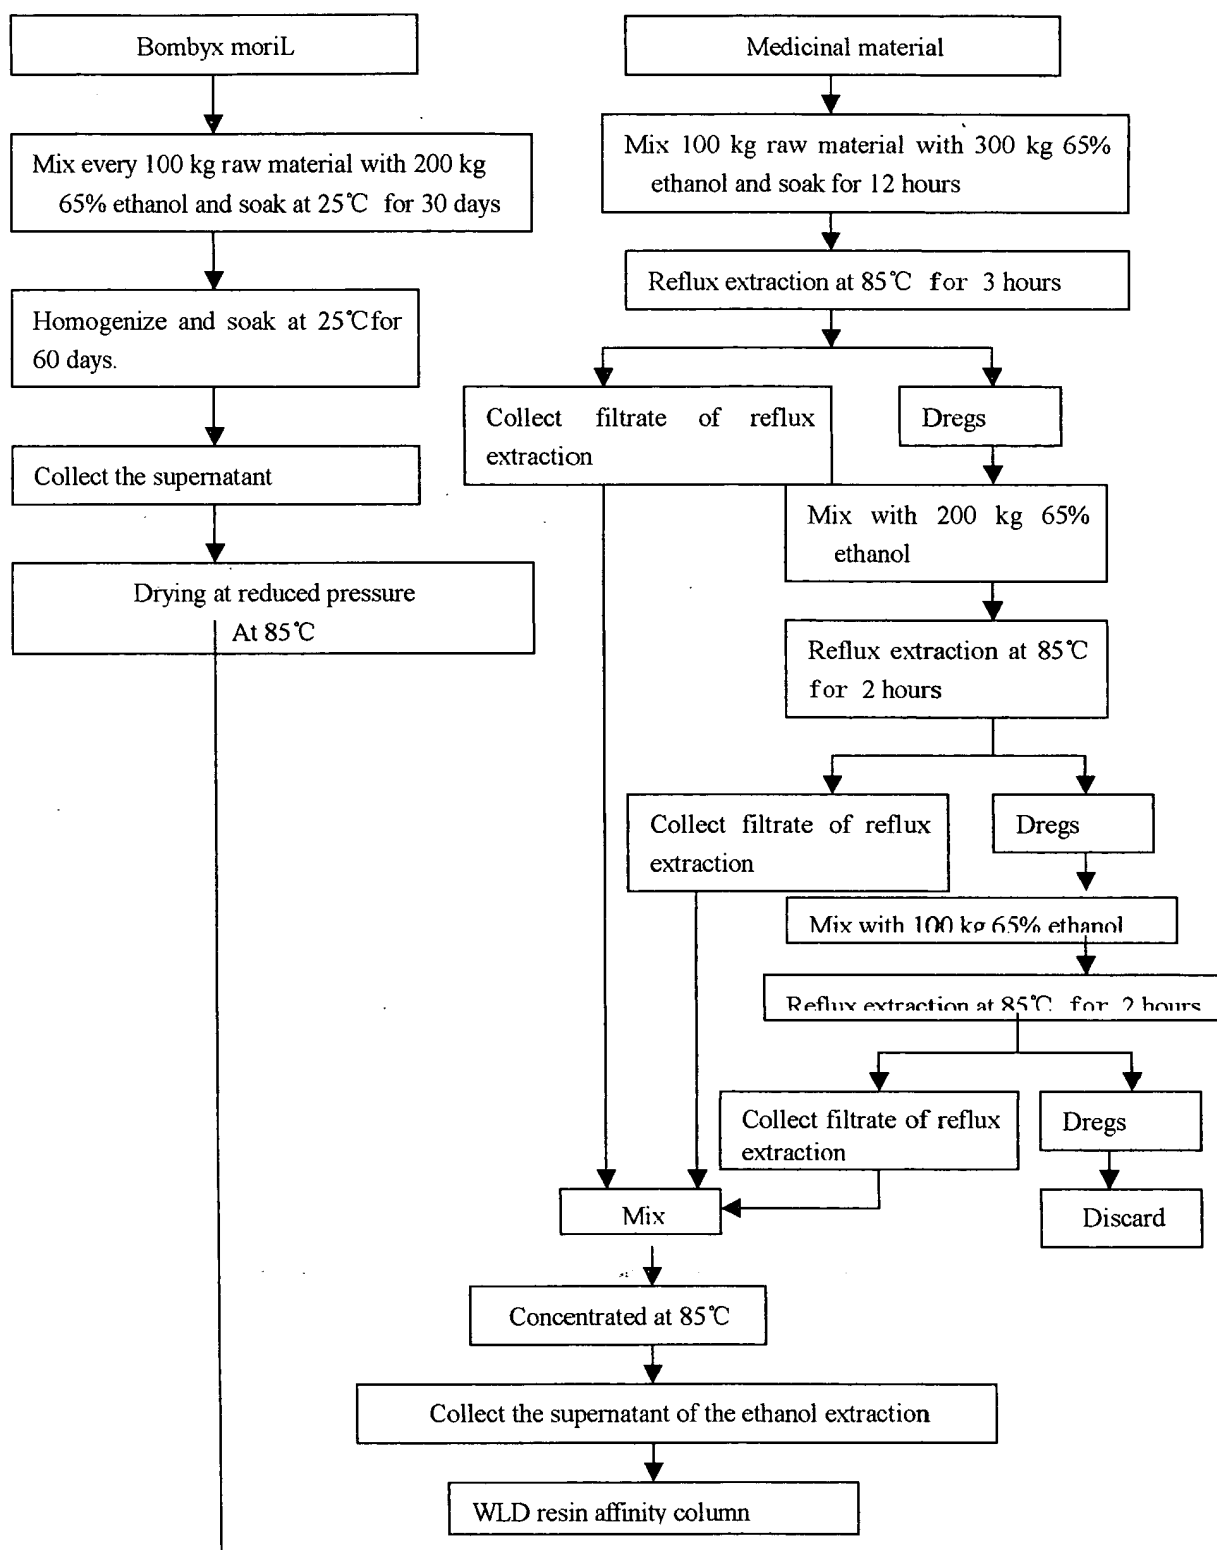 Bombyx moriL
Mix every 100 kg raw material with 200 kg
65% ethanol and soak at 25℃ for 30 days
Homogenize and soak at 25℃for
60 days.
Collect the supernatant
Drying at reduced pressure
At 85℃
Medicinal material
Mix 100 kg raw material with 300 kg 65%
ethanol and soak for 12 hours
Reflux extraction at 85℃ for 3 hours
Collect filtrate of reflux
extraction
Dregs
Mix with 200 kg 65%
ethanol
Reflux extraction at 85℃
for 2 hours
Collect filtrate of reflux
extraction
Dregs
Mix with 100 kg 65% ethanol
Reflux extraction at 85℃ for 2 hours
Collect filtrate of reflux
extraction
Dregs
Mix
Discard
Concentrated at 85℃
Collect the supernatant of the ethanol extraction
WLD resin affinity column